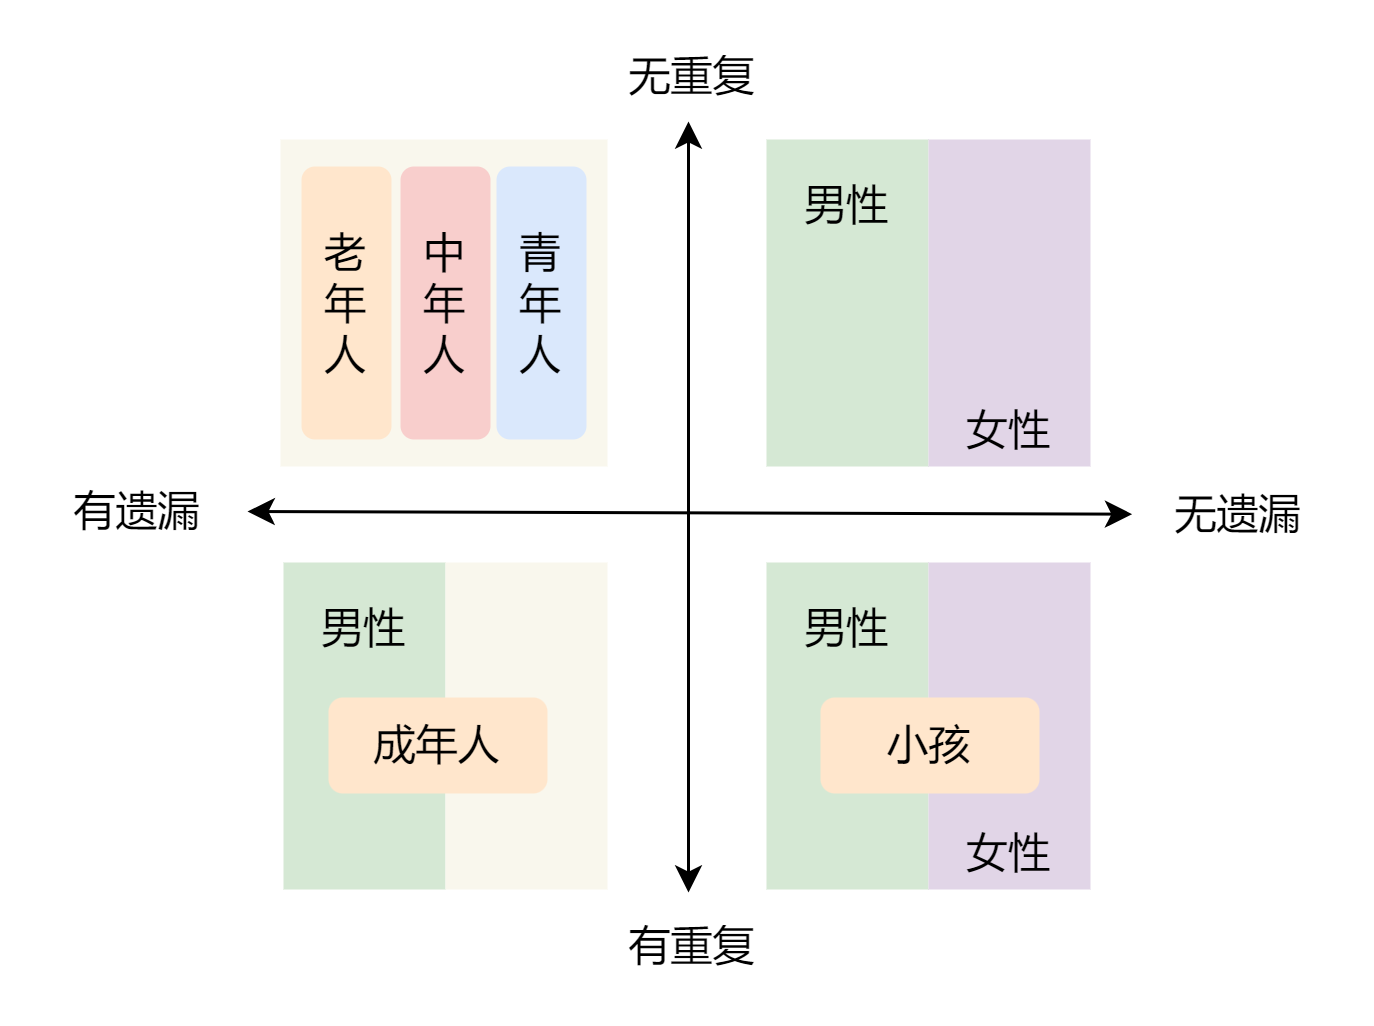 无重复
老年人
中年人
青年人
男性
女性
有遗漏
无遗漏
男性
成年人
男性
小孩
女性
有重复